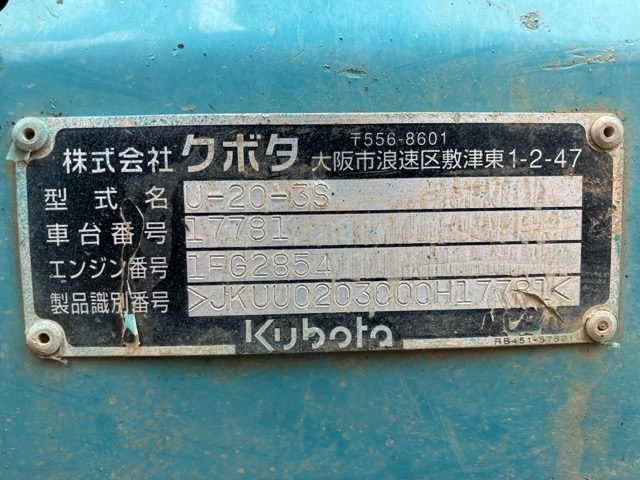 株式会社クボタ 〒556-8601
大阪市浪速区敷津東1-2-47
型式名 U-20-3S
車台番号 17781
エンジン番号 1FG2854
製品識別番号 >JKUU0203C00H17781<
Kubota
RB451-5782